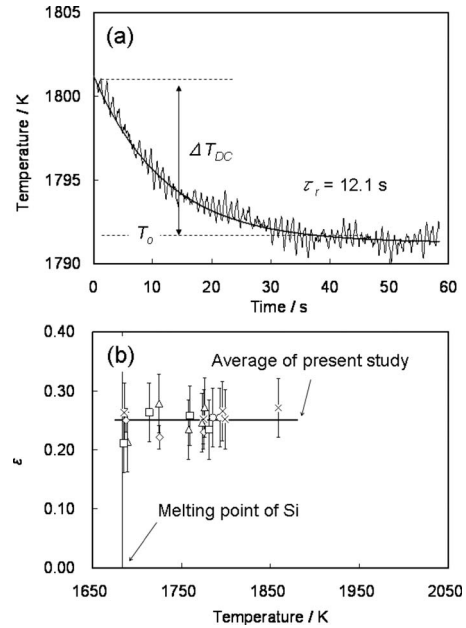 (a)
1805
1800
1795
1790
Temperature / K
ΔT_DC
τ_r = 12.1 s
T_o
0 10 20 30 40 50 60
Time / s
(b)
0.40
0.30
0.20
0.10
0.00
ε
Average of present study
Melting point of Si
1650 1750 1850 1950 2050
Temperature / K